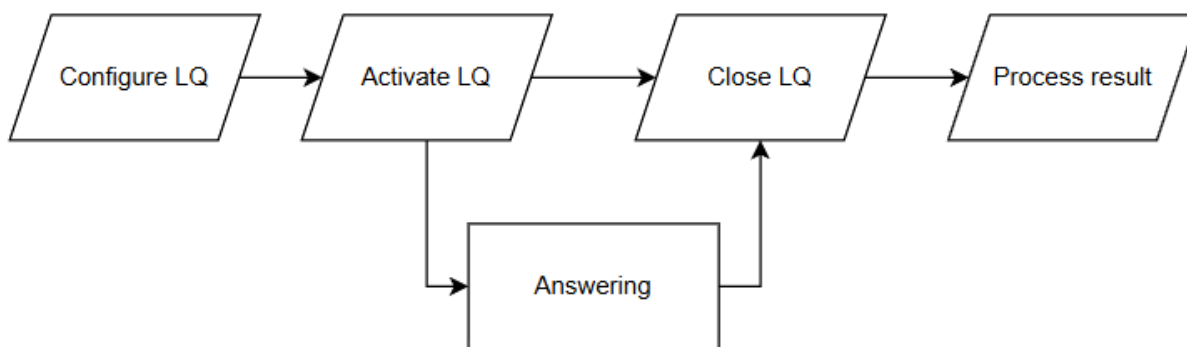 Configure LQ
Activate LQ
Close LQ
Process result
Answering